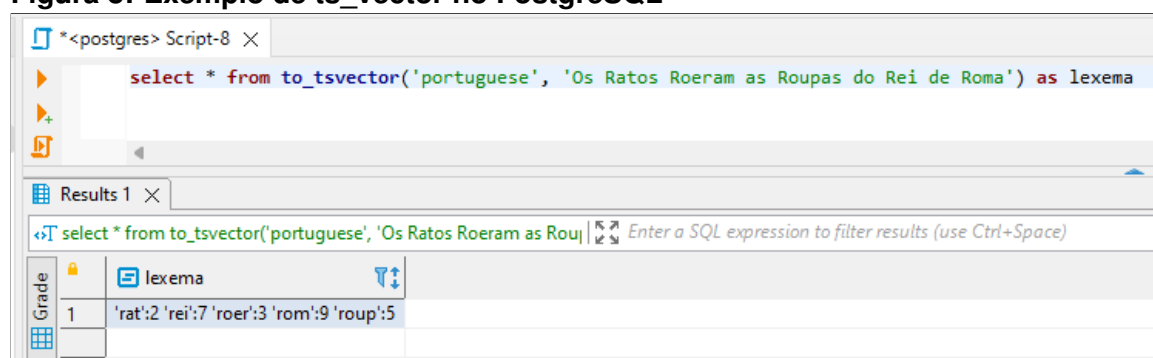 *<postgres> Script-8
select * from to_tsvector('portuguese', 'Os Ratos Roeram as Roupas do Rei de Roma') as lexema
Results 1
select * from to_tsvector('portuguese', 'Os Ratos Roeram as Rou
Enter a SQL expression to filter results (use Ctrl+Space)
Grade
lexema
1
'rat':2 'rei':7 'roer':3 'rom':9 'roup':5